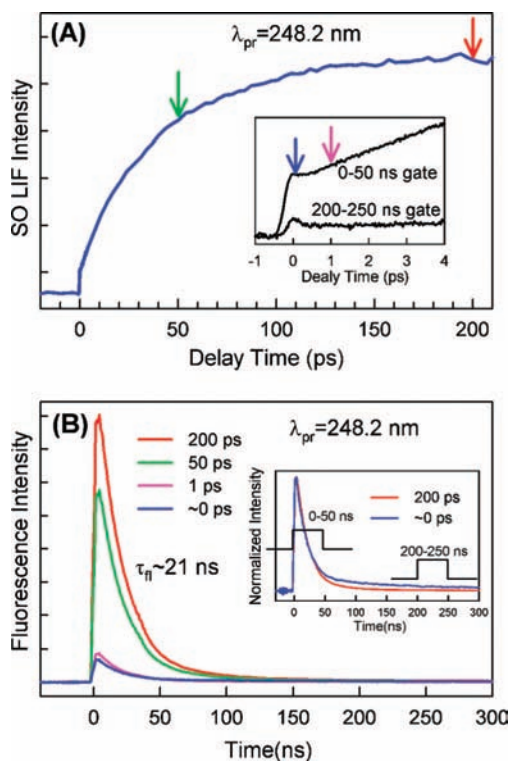 (A)
λpr=248.2 nm
SO LIF Intensity
0-50 ns gate
200-250 ns gate
-1 0 1 2 3 4
Dealy Time (ps)
0 50 100 150 200
Delay Time (ps)
(B)
λpr=248.2 nm
Fluorescence Intensity
200 ps
50 ps
1 ps
~0 ps
τfl~21 ns
Normalized Intensity
200 ps
~0 ps
0-50 ns
200-250 ns
0 50 100 150 200 250 300
Time(ns)
0 50 100 150 200 250 300
Time(ns)